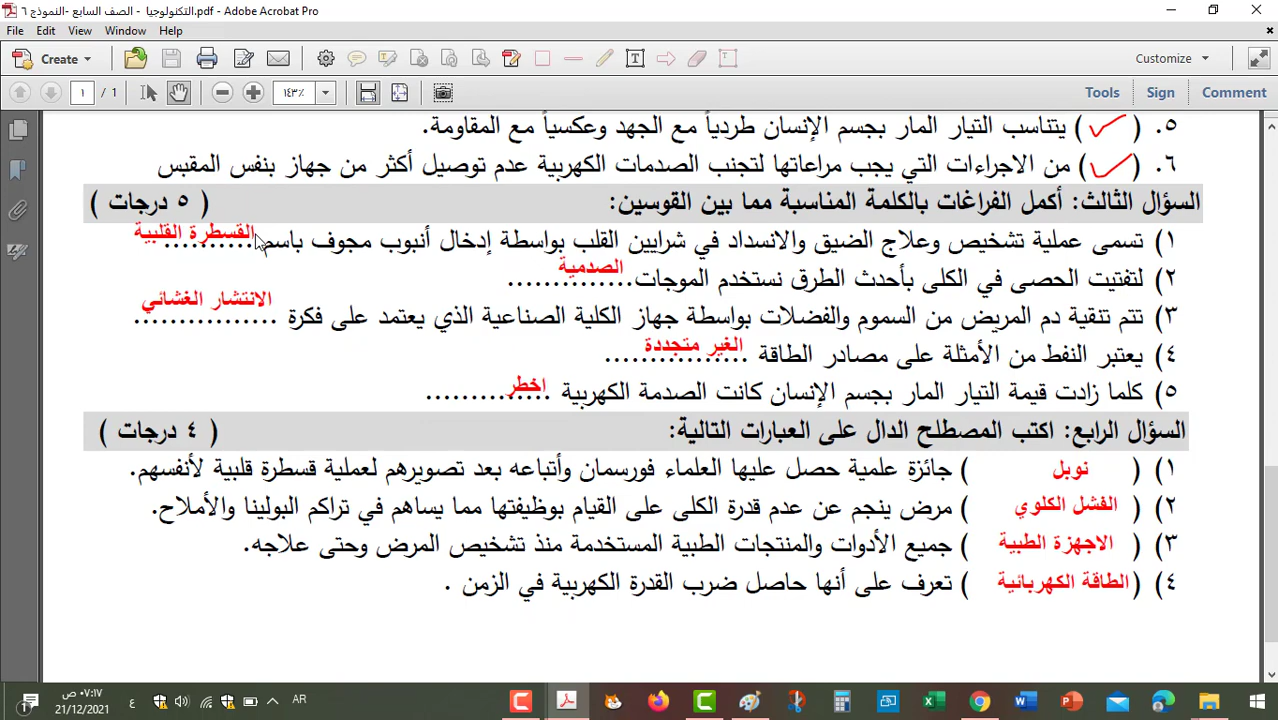 التكنولوجيا - الصف السابع -النموذج ٦.pdf - Adobe Acrobat Pro
File Edit View Window Help
Create Customize
١ / 1 ١٤٣٪ Tools Sign Comment
٥. ( ) يتناسب التيار المار بجسم الإنسان طردياً مع الجهد وعكسياً مع المقاومة.
٦. ( ) من الاجراءات التي يجب مراعاتها لتجنب الصدمات الكهربية عدم توصيل أكثر من جهاز بنفس المقبس
السؤال الثالث: أكمل الفراغات بالكلمة المناسبة مما بين القوسين: ( ٥ درجات )
١) تسمى عملية تشخيص وعلاج الضيق والانسداد في شرايين القلب بواسطة إدخال أنبوب مجوف باسم.......... القسطرة القلبية
٢) لتفتيت الحصى في الكلى بأحدث الطرق نستخدم الموجات.............. الصدمية
٣) تتم تنقية دم المريض من السموم والفضلات بواسطة جهاز الكلية الصناعية الذي يعتمد على فكرة ................ الانتشار الغشائي
٤) يعتبر النفط من الأمثلة على مصادر الطاقة ................ الغير متجددة
٥) كلما زادت قيمة التيار المار بجسم الإنسان كانت الصدمة الكهربية .............. اخطر
السؤال الرابع: اكتب المصطلح الدال على العبارات التالية: ( ٤ درجات )
١) ( نوبل ) جائزة علمية حصل عليها العلماء فورسمان وأتباعه بعد تصويرهم لعملية قسطرة قلبية لأنفسهم.
٢) ( الفشل الكلوي ) مرض ينجم عن عدم قدرة الكلى على القيام بوظيفتها مما يساهم في تراكم البولينا والأملاح.
٣) ( الاجهزة الطبية ) جميع الأدوات والمنتجات الطبية المستخدمة منذ تشخيص المرض وحتى علاجه.
٤) ( الطاقة الكهربائية ) تعرف على أنها حاصل ضرب القدرة الكهربية في الزمن .
٠٧:١٧ ص
21/12/2021
ع
AR